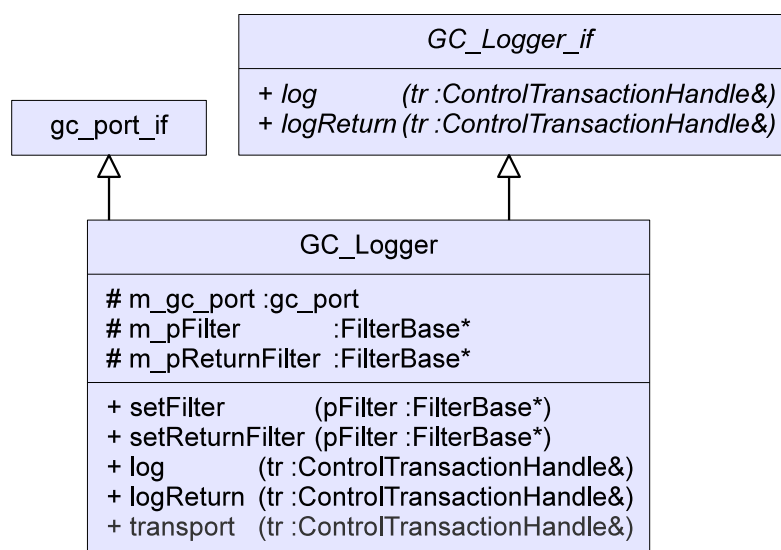 GC_Logger_if
+ log (tr :ControlTransactionHandle&)
+ logReturn (tr :ControlTransactionHandle&)
gc_port_if
GC_Logger
# m_gc_port :gc_port
# m_pFilter :FilterBase*
# m_pReturnFilter :FilterBase*
+ setFilter (pFilter :FilterBase*)
+ setReturnFilter (pFilter :FilterBase*)
+ log (tr :ControlTransactionHandle&)
+ logReturn (tr :ControlTransactionHandle&)
+ transport (tr :ControlTransactionHandle&)